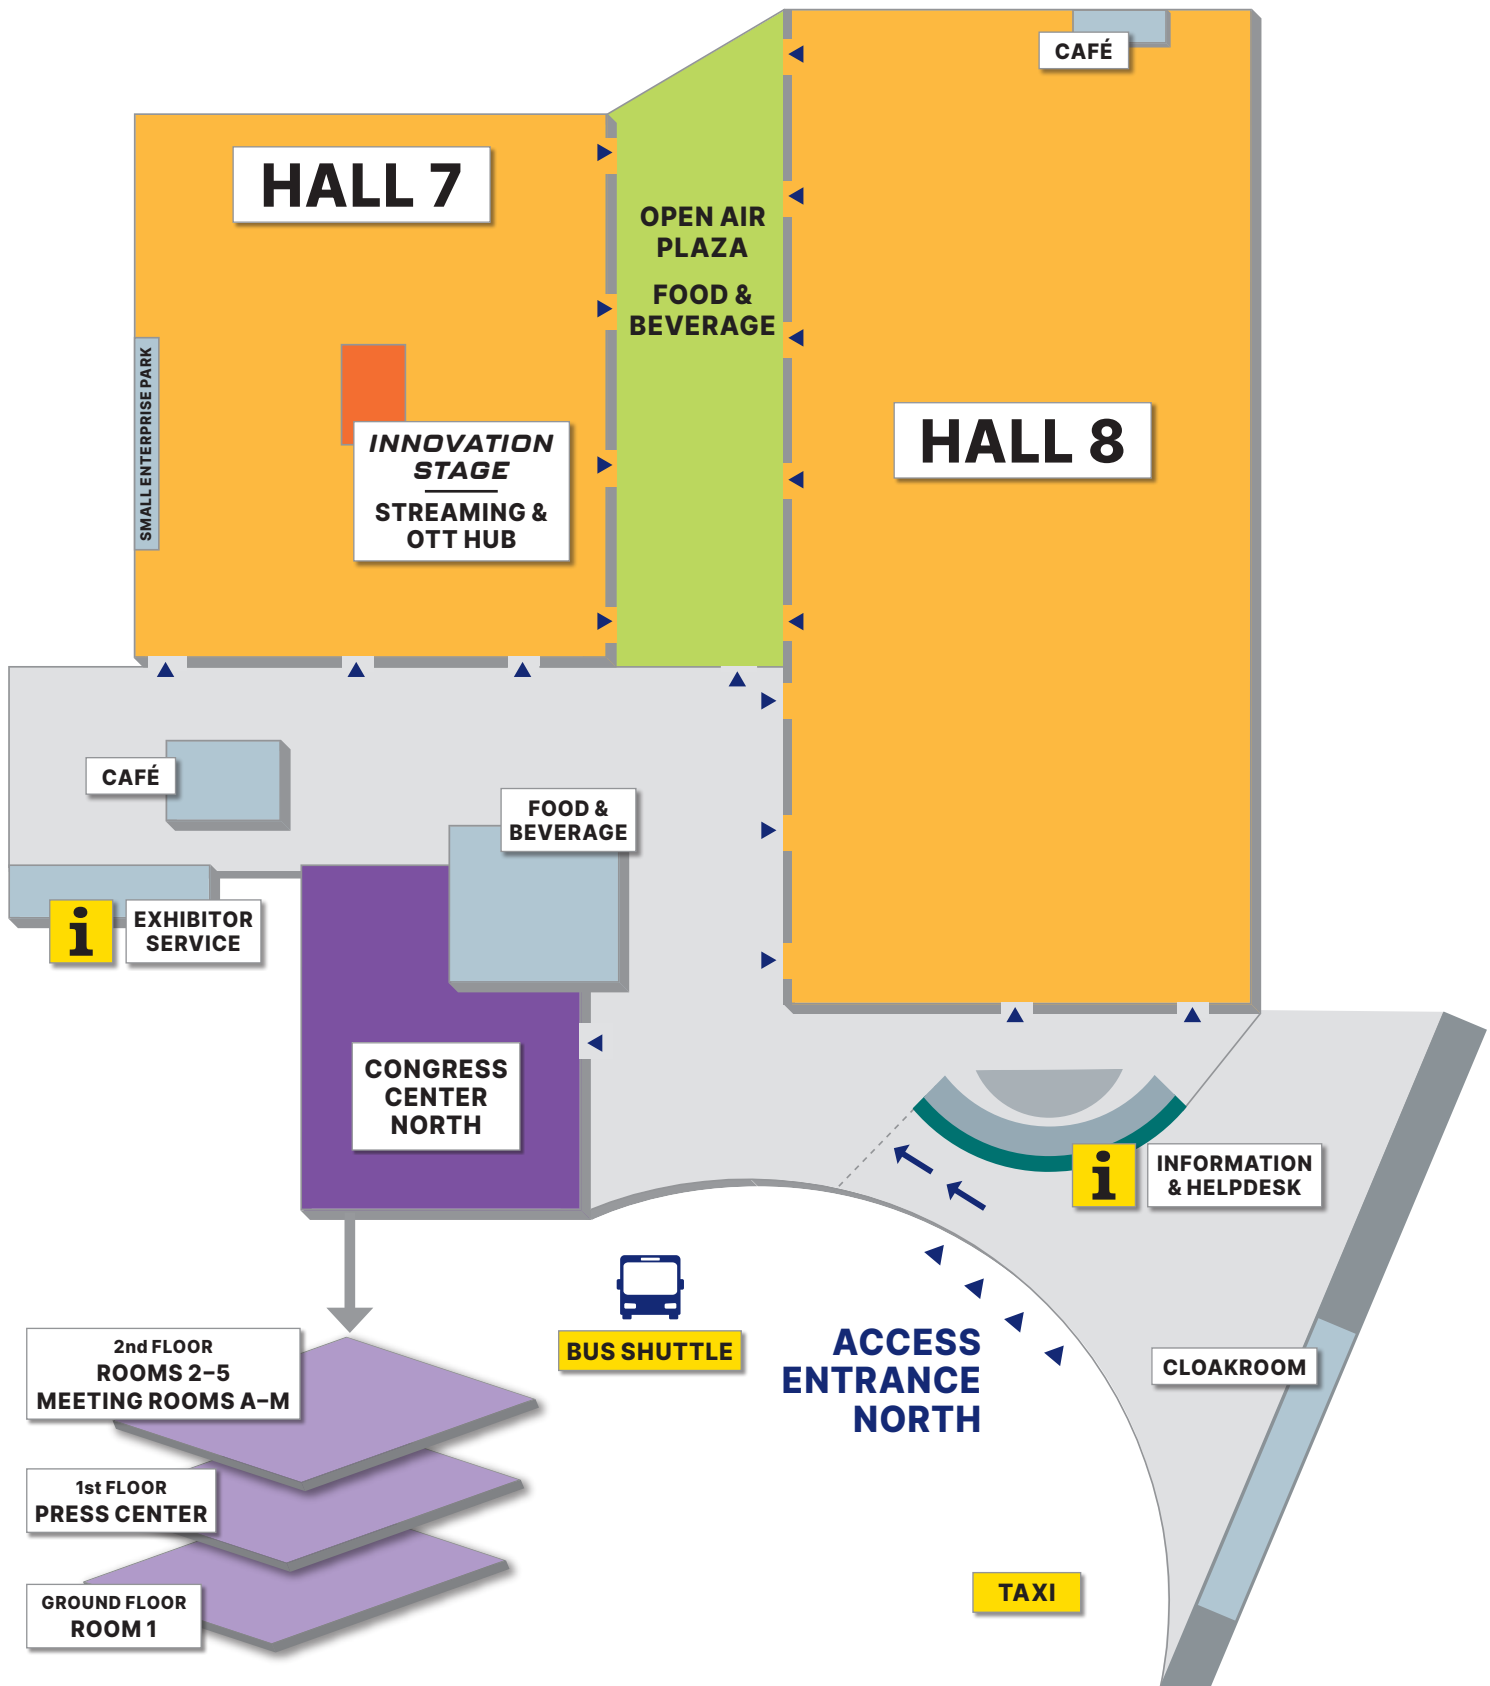 CAFÉ
HALL 7
OPEN AIR
PLAZA
FOOD &
BEVERAGE
SMALL ENTERPRISE PARK
INNOVATION
STAGE
STREAMING &
OTT HUB
HALL 8
CAFÉ
FOOD &
BEVERAGE
i
EXHIBITOR
SERVICE
CONGRESS
CENTER
NORTH
i
INFORMATION
& HELPDESK
BUS SHUTTLE
ACCESS
ENTRANCE
NORTH
CLOAKROOM
2nd FLOOR
ROOMS 2–5
MEETING ROOMS A–M
1st FLOOR
PRESS CENTER
GROUND FLOOR
ROOM 1
TAXI